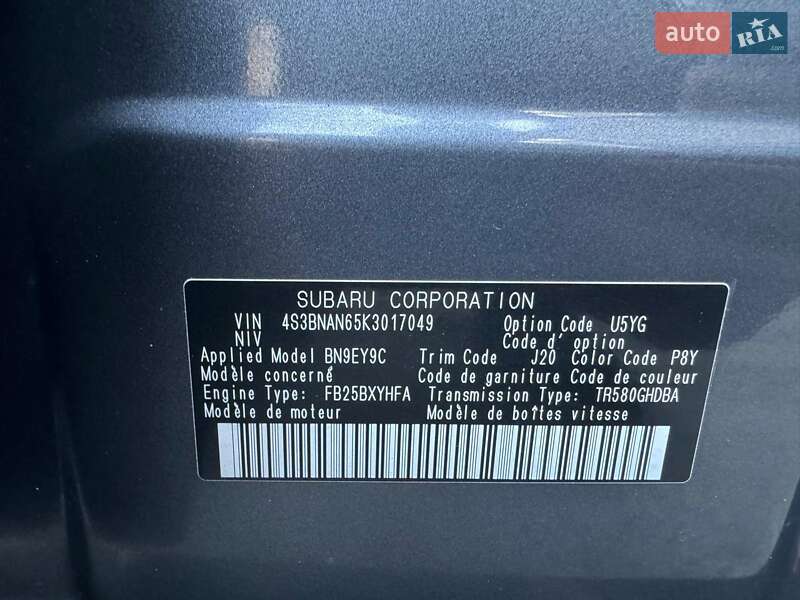 auto RIA.com
SUBARU CORPORATION
VIN 4S3BNAN65K3017049 Option Code U5YG
NIV Code d' option
Applied Model BN9EY9C Trim Code J20 Color Code P8Y
Modèle concerné Code de garniture Code de couleur
Engine Type: FB25BXYHFA Transmission Type: TR580GHDBA
Modèle de moteur Modèle de boîtes vitesse